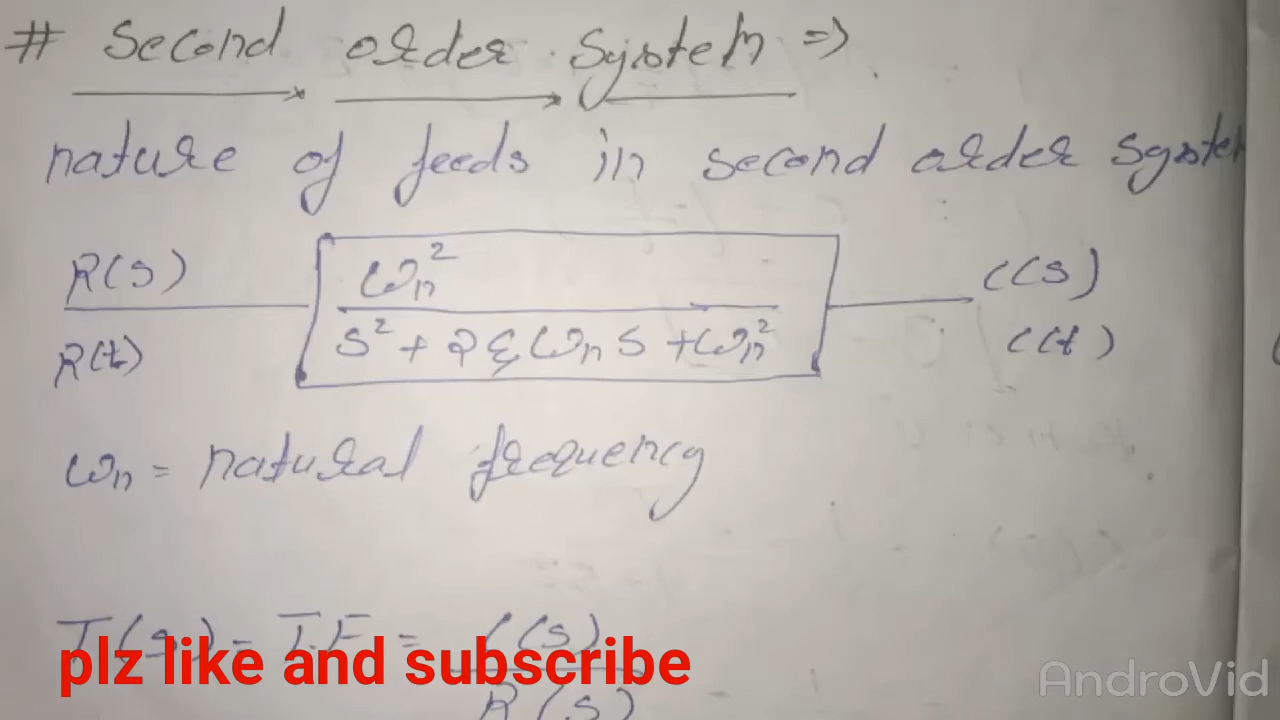 # Second order System =>
nature of feeds in second order system
R(s)
ωn²
C(s)
s² + 2ξωn s + ωn²
R(t)
C(t)
ωn = natural frequency
T(s) = T.F = C(s)
R(s)
plz like and subscribe
AndroVid